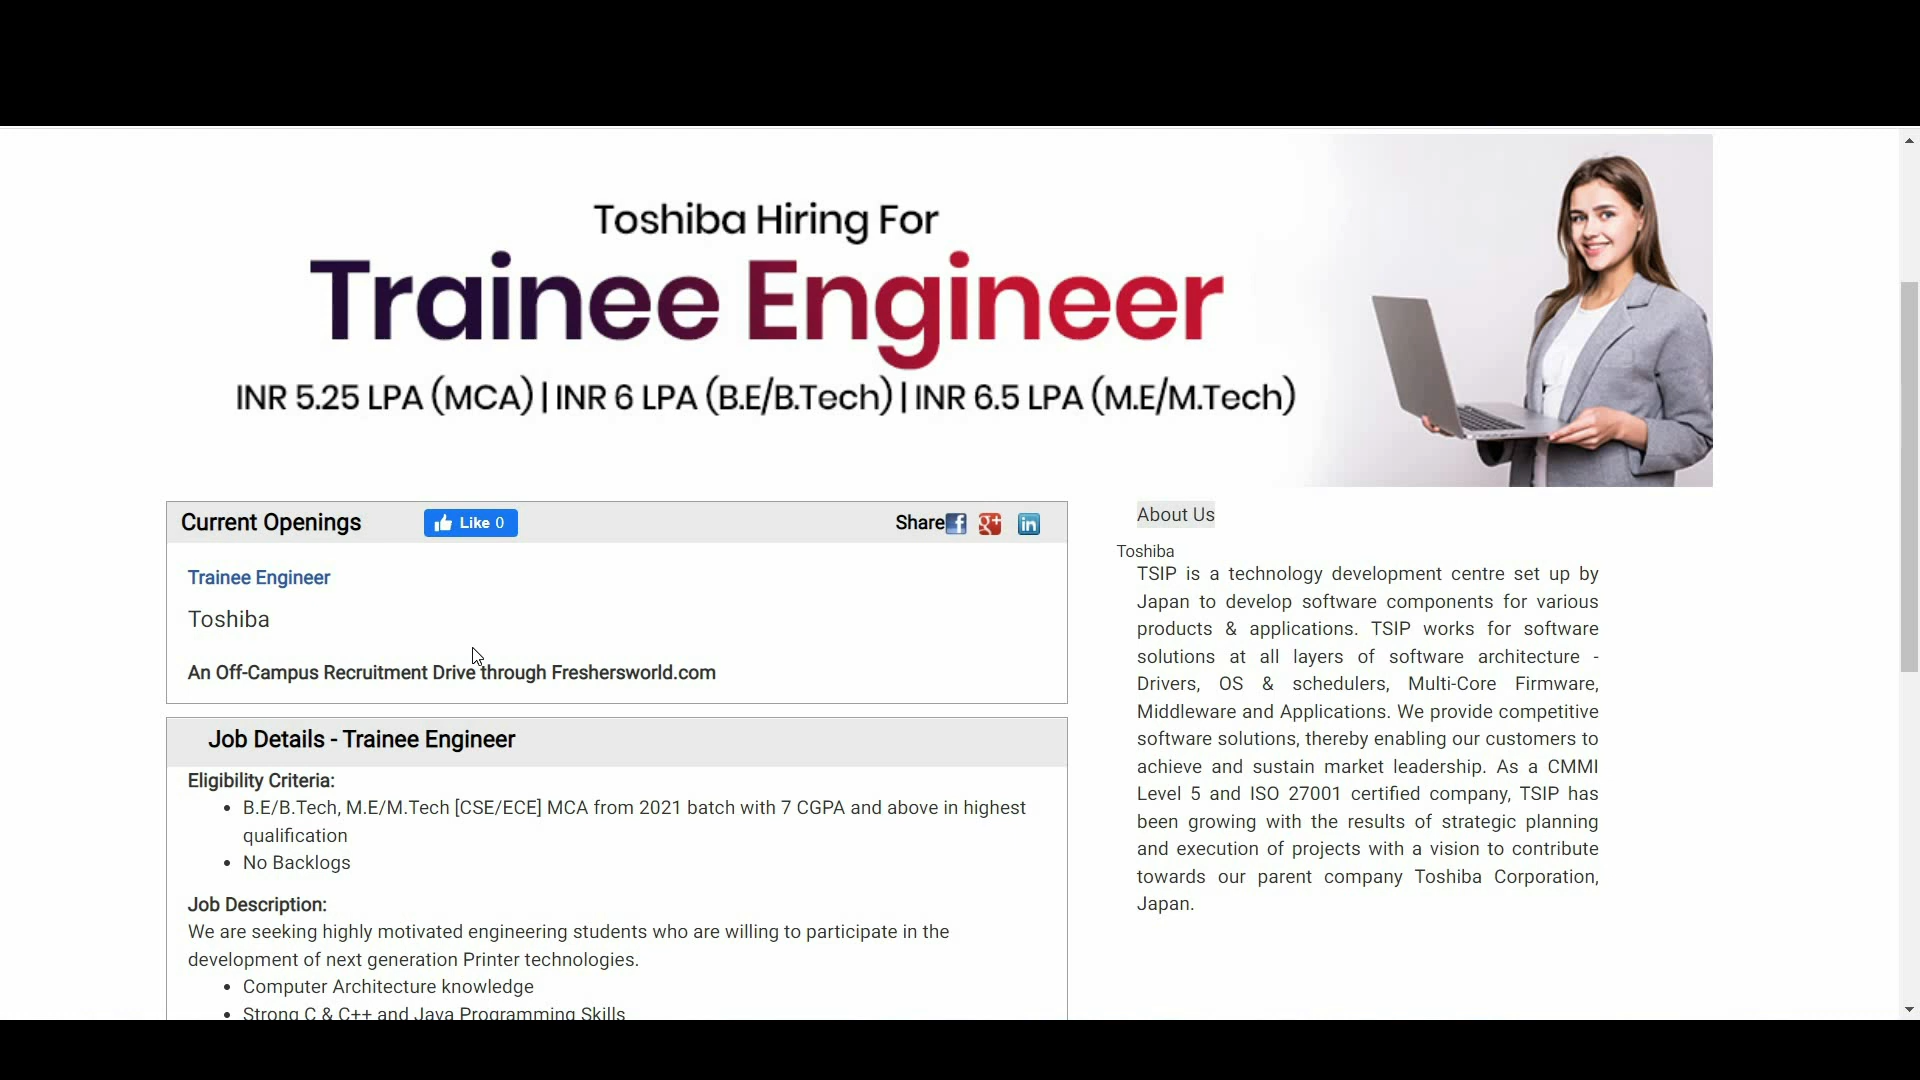 Toshiba Hiring For
Trainee Engineer
INR 5.25 LPA (MCA) | INR 6 LPA (B.E/B.Tech) | INR 6.5 LPA (M.E/M.Tech)
Current Openings
Like 0
Share
Trainee Engineer
Toshiba
An Off-Campus Recruitment Drive through Freshersworld.com
Job Details - Trainee Engineer
Eligibility Criteria:
• B.E/B.Tech, M.E/M.Tech [CSE/ECE] MCA from 2021 batch with 7 CGPA and above in highest
qualification
• No Backlogs
Job Description:
We are seeking highly motivated engineering students who are willing to participate in the
development of next generation Printer technologies.
• Computer Architecture knowledge
• Strong C & C++ and Java Programming Skills
About Us
Toshiba
TSIP is a technology development centre set up by
Japan to develop software components for various
products & applications. TSIP works for software
solutions at all layers of software architecture -
Drivers, OS & schedulers, Multi-Core Firmware,
Middleware and Applications. We provide competitive
software solutions, thereby enabling our customers to
achieve and sustain market leadership. As a CMMI
Level 5 and ISO 27001 certified company, TSIP has
been growing with the results of strategic planning
and execution of projects with a vision to contribute
towards our parent company Toshiba Corporation,
Japan.